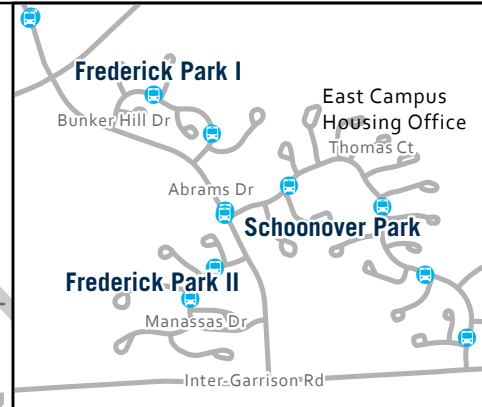 Frederick Park I
East Campus
Housing Office
Bunker Hill Dr
Thomas Ct
Abrams Dr
Schoonover Park
Frederick Park II
Manassas Dr
Inter-Garrison Rd